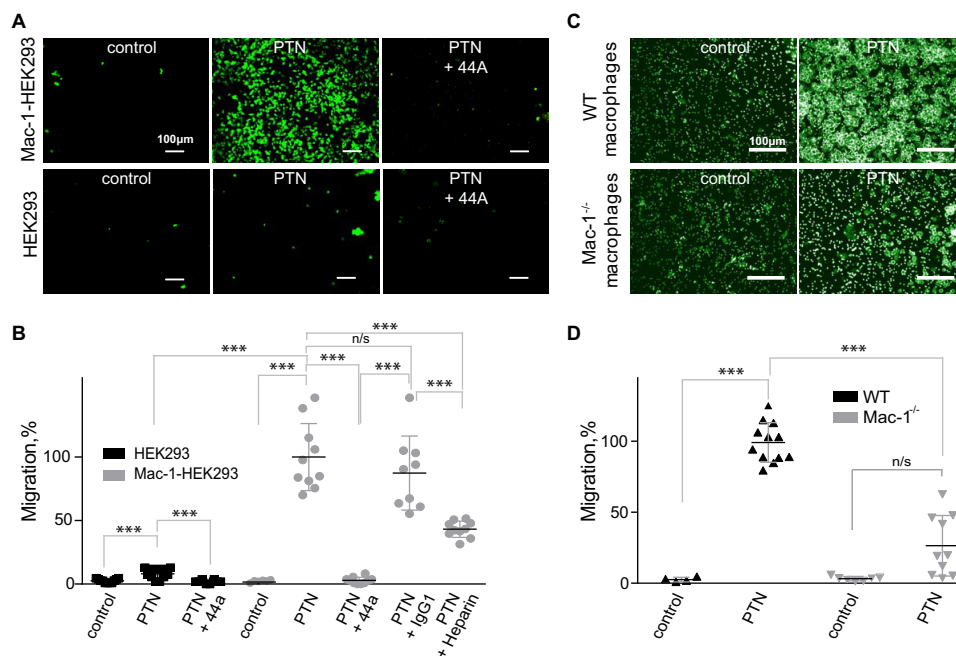 A
control
PTN
PTN
+ 44A
Mac-1-HEK293
100µm
control
PTN
PTN
+ 44A
HEK293
B
***
n/s
***
***
***
***
***
***
***
Migration,%
100
50
0
HEK293
Mac-1-HEK293
control
PTN
PTN
+ 44a
control
PTN
PTN
+ 44a
PTN
+ IgG1
PTN
+ Heparin
C
control
PTN
WT
macrophages
100µm
control
PTN
Mac-1-/-
macrophages
D
***
***
WT
Mac-1-/-
n/s
Migration,%
100
50
0
control
PTN
control
PTN